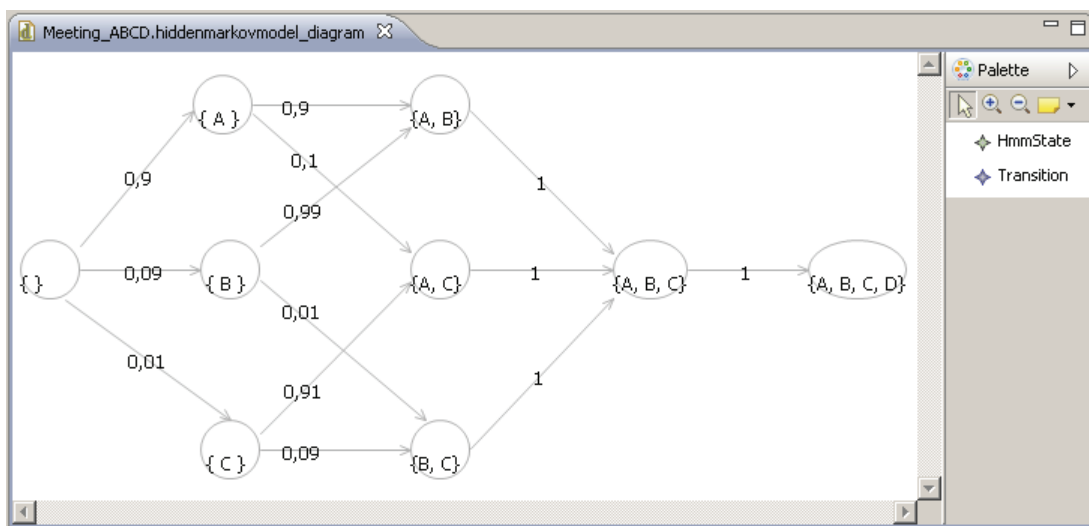 Meeting_ABCD.hiddenmarkovmodel_diagram
Palette
HmmState
Transition
{ A }
0,9
{A, B}
0,1
0,9
1
0,99
{ }
0,09
{ B }
{A, C}
1
{A, B, C}
1
{A, B, C, D}
0,01
0,01
0,91
1
{ C }
0,09
{B, C}